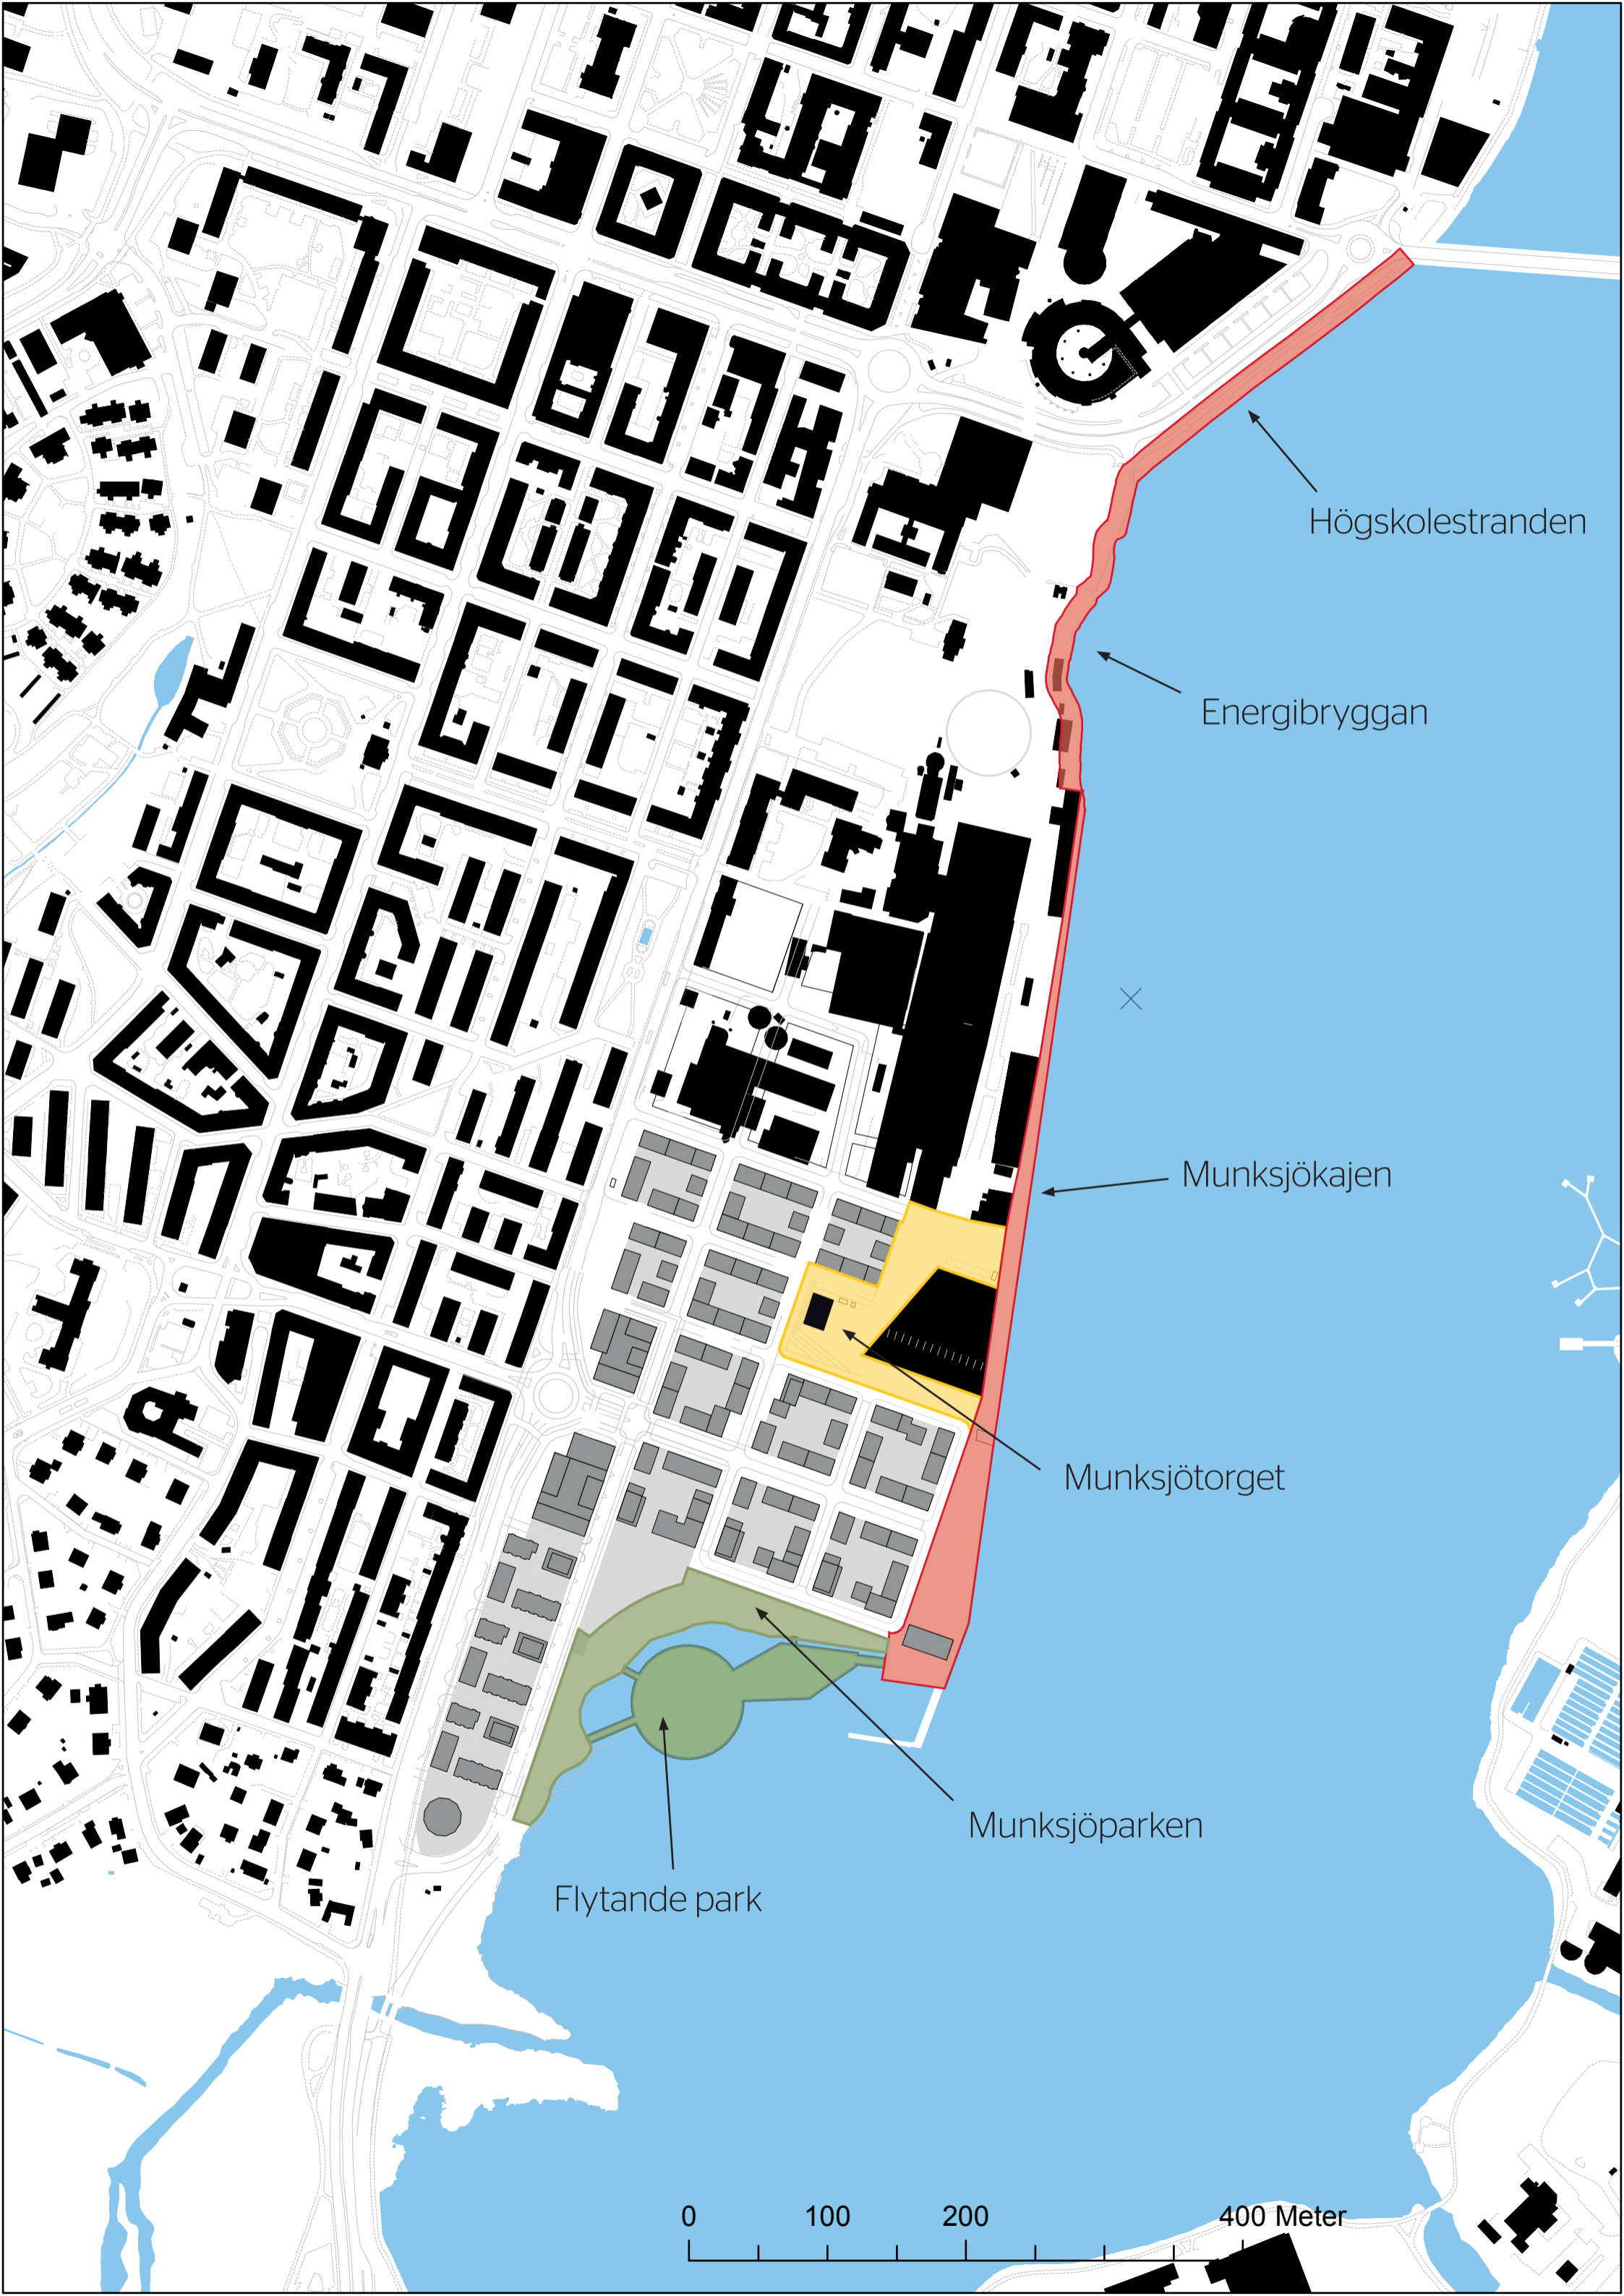 Högskolestranden
Energibryggan
Munksjökajen
Munksjötorget
Munksjöparken
Flytande park
0 100 200 400 Meter